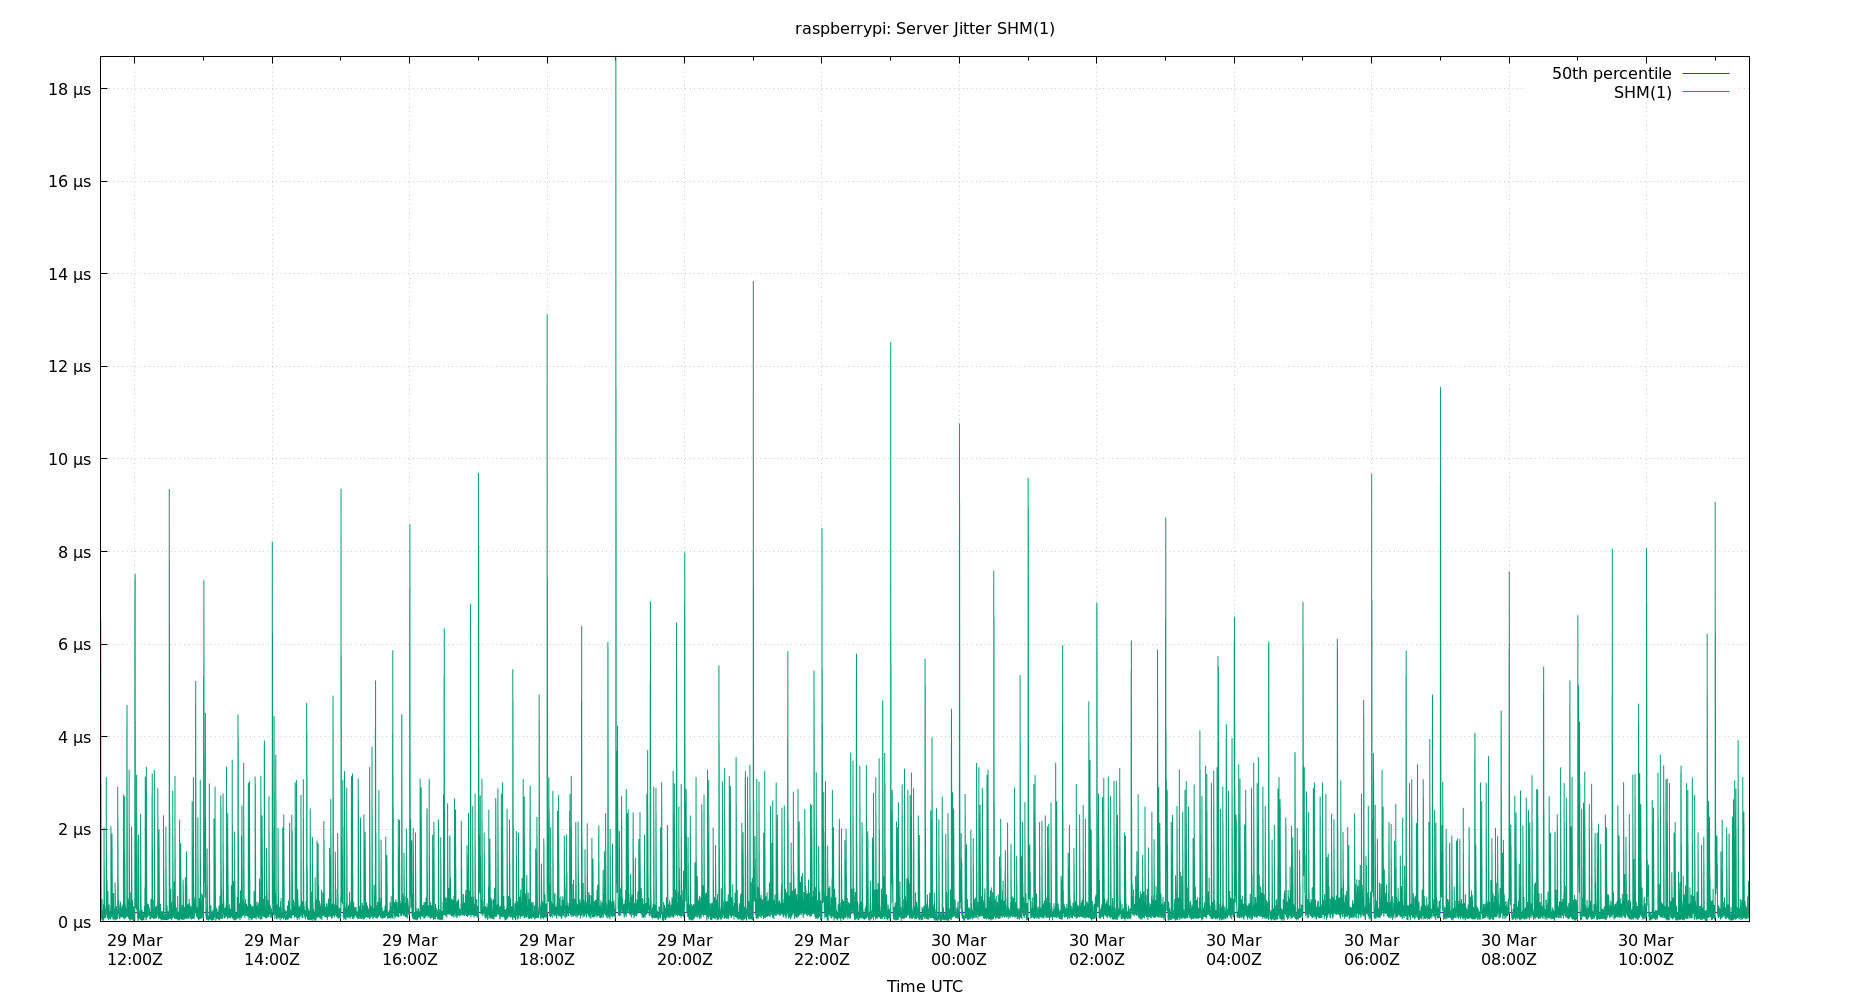 raspberrypi: Server Jitter SHM(1)
50th percentile
SHM(1)
18 µs
16 µs
14 µs
12 µs
10 µs
8 µs
6 µs
4 µs
2 µs
0 µs
29 Mar 29 Mar 29 Mar 29 Mar 29 Mar 29 Mar 30 Mar 30 Mar 30 Mar 30 Mar 30 Mar 30 Mar
12:00Z 14:00Z 16:00Z 18:00Z 20:00Z 22:00Z 00:00Z 02:00Z 04:00Z 06:00Z 08:00Z 10:00Z
Time UTC